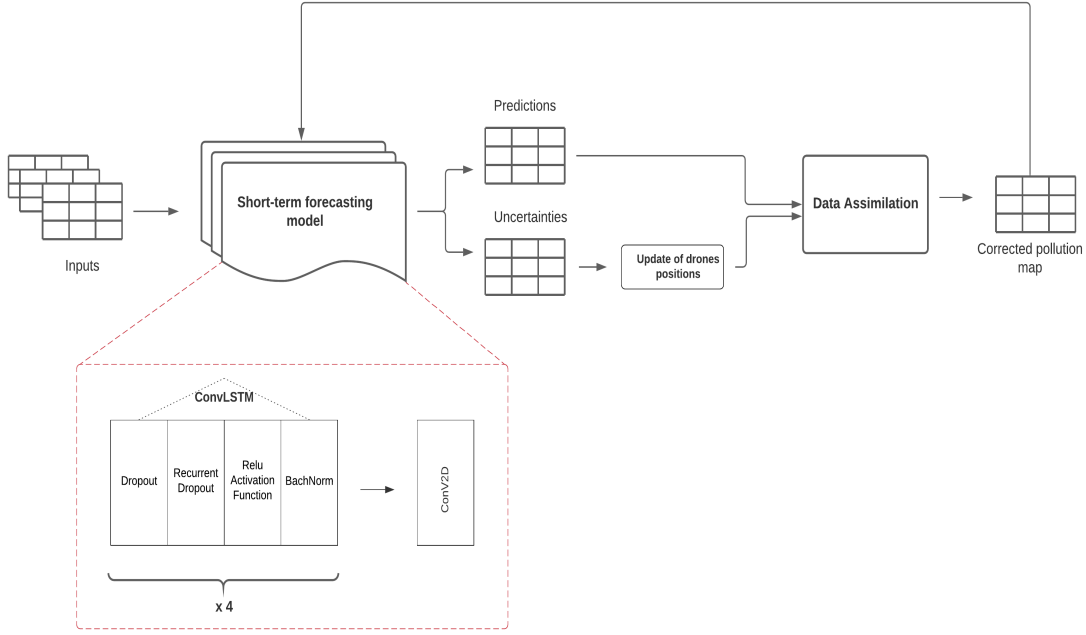 Predictions
Short-term forecasting
model
Inputs
Uncertainties
Update of drones
positions
Data Assimilation
Corrected pollution
map
ConvLSTM
Dropout
Recurrent
Dropout
Relu
Activation
Function
BachNorm
ConV2D
x 4